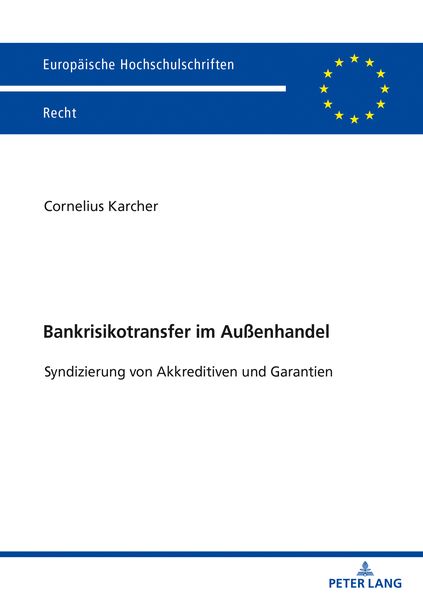 Europäische Hochschulschriften
Recht
Cornelius Karcher
Bankrisikotransfer im Außenhandel
Syndizierung von Akkreditiven und Garantien
PETER LANG